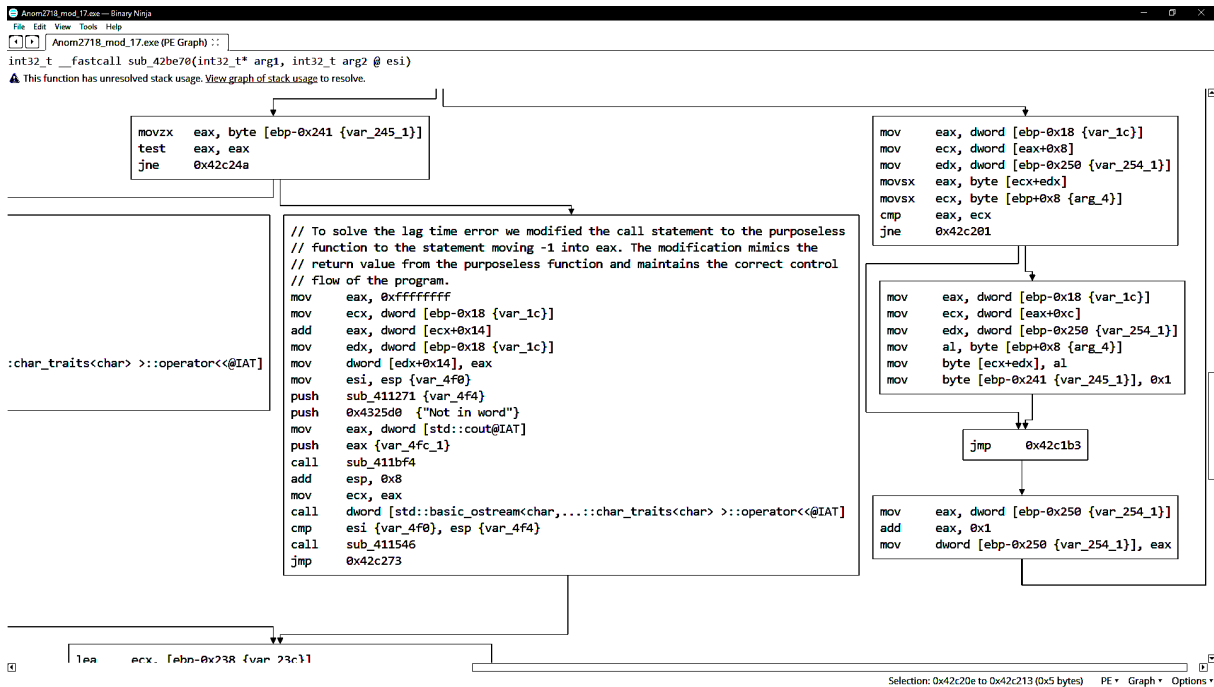 Anom2718_mod_17.exe — Binary Ninja
File Edit View Tools Help
Anom2718_mod_17.exe (PE Graph)
int32_t __fastcall sub_42be70(int32_t* arg1, int32_t arg2 @ esi)
This function has unresolved stack usage. View graph of stack usage to resolve.
movzx eax, byte [ebp-0x241 {var_245_1}]
test eax, eax
jne 0x42c24a
:char_traits<char> >::operator<<@IAT]
// To solve the lag time error we modified the call statement to the purposeless
// function to the statement moving -1 into eax. The modification mimics the
// return value from the purposeless function and maintains the correct control
// flow of the program.
mov eax, 0xffffffff
mov ecx, dword [ebp-0x18 {var_1c}]
add eax, dword [ecx+0x14]
mov edx, dword [ebp-0x18 {var_1c}]
mov dword [edx+0x14], eax
mov esi, esp {var_4f0}
push sub_411271 {var_4f4}
push 0x4325d0 {"Not in word"}
mov eax, dword [std::cout@IAT]
push eax {var_4fc_1}
call sub_411bf4
add esp, 0x8
mov ecx, eax
call dword [std::basic_ostream<char,...::char_traits<char> >::operator<<@IAT]
cmp esi {var_4f0}, esp {var_4f4}
call sub_411546
jmp 0x42c273
lea ecx, [ebp-0x238 {var_23c}]
mov eax, dword [ebp-0x18 {var_1c}]
mov ecx, dword [eax+0x8]
mov edx, dword [ebp-0x250 {var_254_1}]
movsx eax, byte [ecx+edx]
movsx ecx, byte [ebp+0x8 {arg_4}]
cmp eax, ecx
jne 0x42c201
mov eax, dword [ebp-0x18 {var_1c}]
mov ecx, dword [eax+0xc]
mov edx, dword [ebp-0x250 {var_254_1}]
mov al, byte [ebp+0x8 {arg_4}]
mov byte [ecx+edx], al
mov byte [ebp-0x241 {var_245_1}], 0x1
jmp 0x42c1b3
mov eax, dword [ebp-0x250 {var_254_1}]
add eax, 0x1
mov dword [ebp-0x250 {var_254_1}], eax
Selection: 0x42c20e to 0x42c213 (0x5 bytes) PE Graph Options